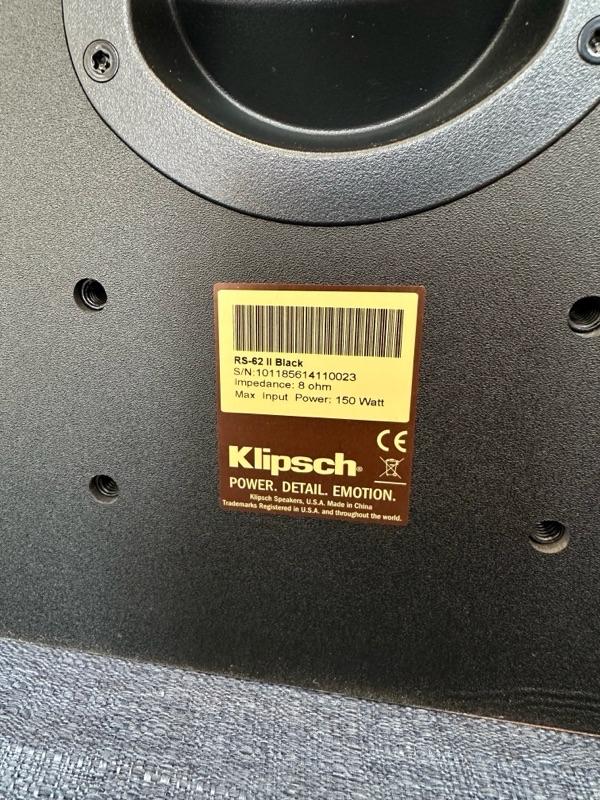 RS-62 II Black
S/N:101185614110023
Impedance: 8 ohm
Max Input Power: 150 Watt
CE
Klipsch®
POWER. DETAIL. EMOTION.
Klipsch Speakers, U.S.A. Made in China
Trademarks Registered in U.S.A. and throughout the world.